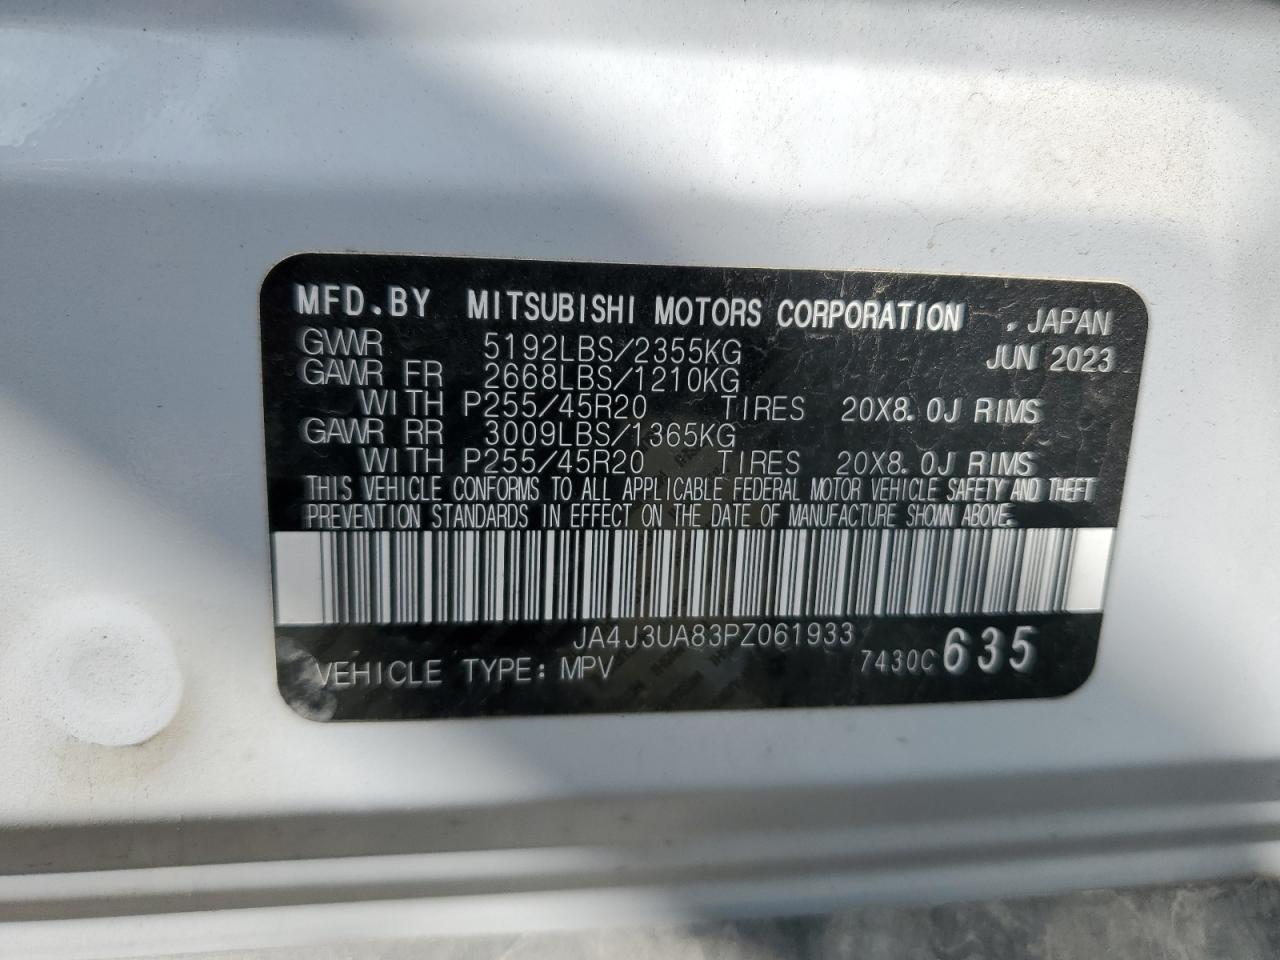 MFD.BY MITSUBISHI MOTORS CORPORATION . JAPAN
GVWR 5192LBS/2355KG JUN 2023
GAWR FR 2668LBS/1210KG
WITH P255/45R20 TIRES 20X8.0J RIMS
GAWR RR 3009LBS/1365KG
WITH P255/45R20 TIRES 20X8.0J RIMS
THIS VEHICLE CONFORMS TO ALL APPLICABLE FEDERAL MOTOR VEHICLE SAFETY AND THEFT
PREVENTION STANDARDS IN EFFECT ON THE DATE OF MANUFACTURE SHOWN ABOVE.
JA4J3UA83PZ061933
VEHICLE TYPE: MPV 7430C 635